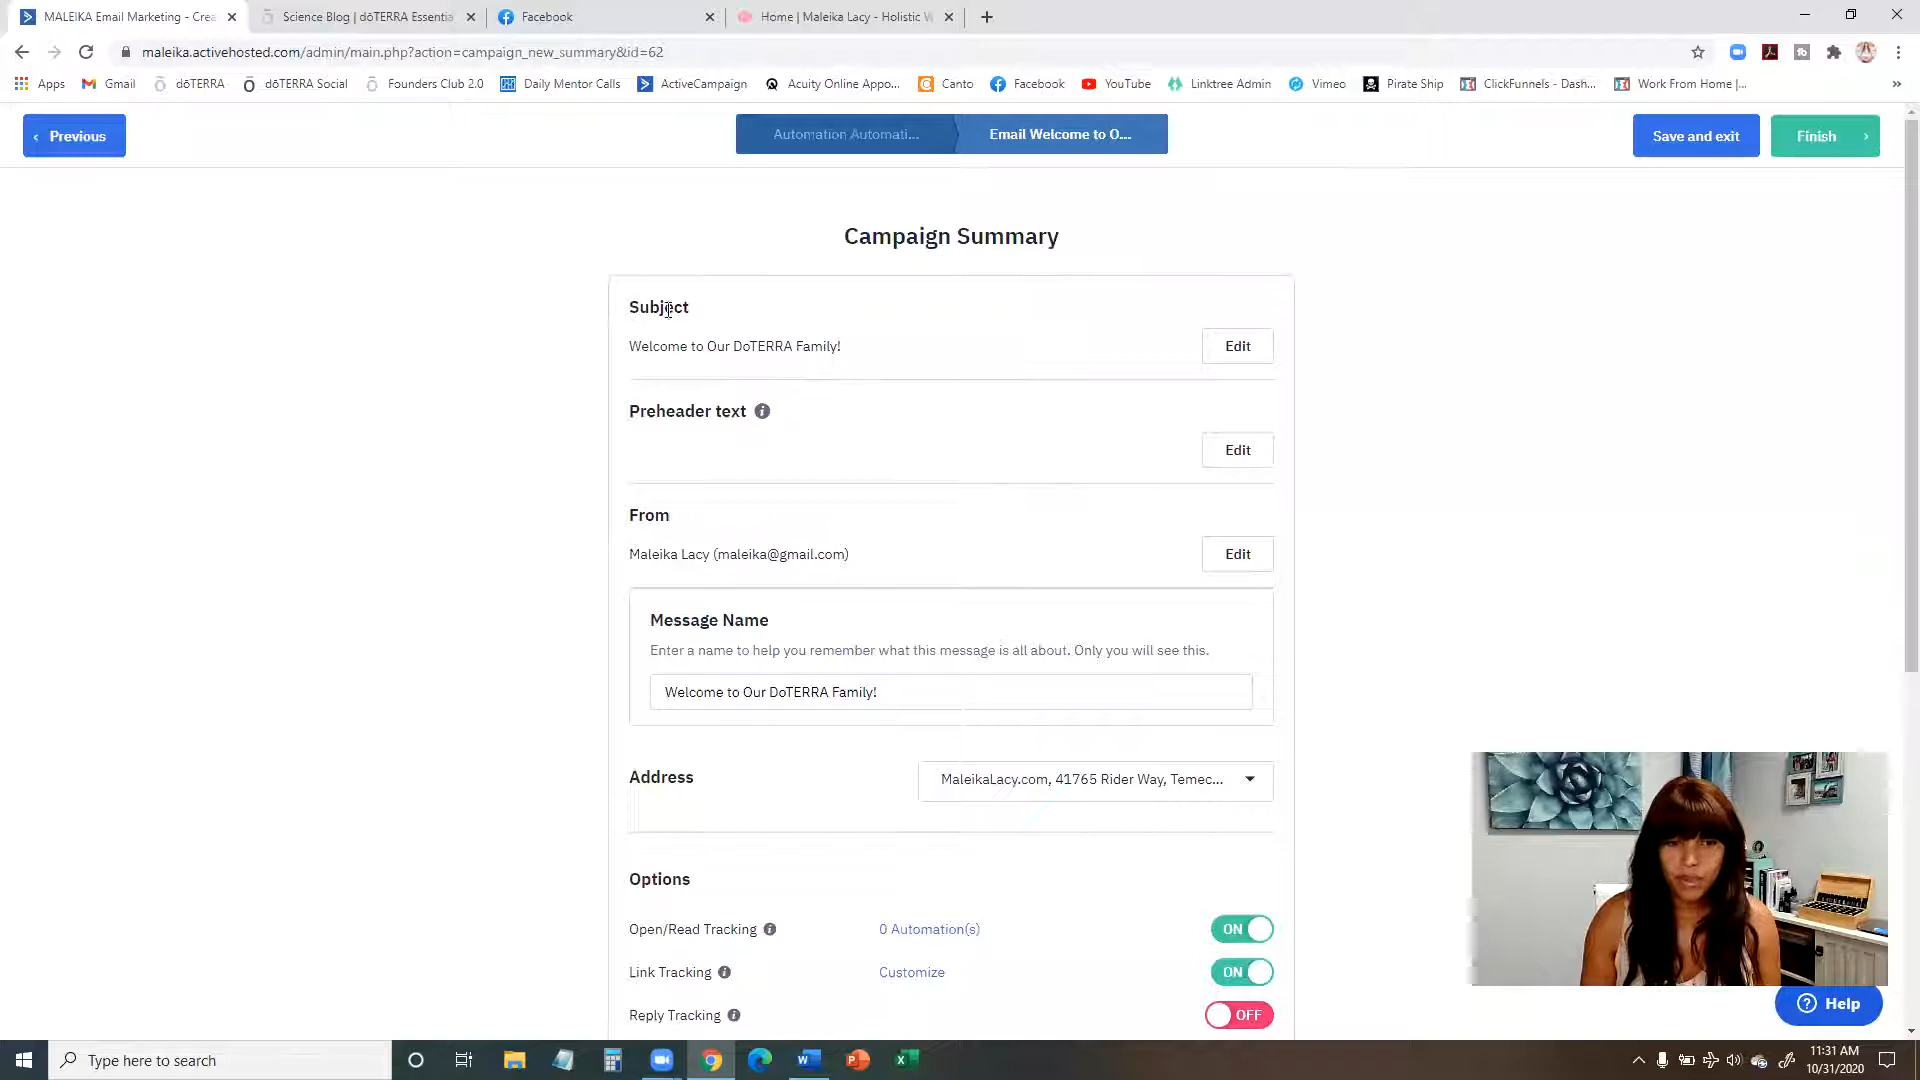 MALEIKA Email Marketing - Crea
Science Blog | dōTERRA Essentia
Facebook
Home | Maleika Lacy - Holistic W
maleika.activehosted.com/admin/main.php?action=campaign_new_summary&id=62
Apps
Gmail
dōTERRA
dōTERRA Social
Founders Club 2.0
Daily Mentor Calls
ActiveCampaign
Acuity Online Appo...
Canto
Facebook
YouTube
Linktree Admin
Vimeo
Pirate Ship
ClickFunnels - Dash...
Work From Home |...
Previous
Automation Automati...
Email Welcome to O...
Save and exit
Finish
Campaign Summary
Subject
Welcome to Our DoTERRA Family!
Edit
Preheader text
Edit
From
Maleika Lacy (maleika@gmail.com)
Edit
Message Name
Enter a name to help you remember what this message is all about. Only you will see this.
Welcome to Our DoTERRA Family!
Address
MaleikaLacy.com, 41765 Rider Way, Temec...
Options
Open/Read Tracking
0 Automation(s)
ON
Link Tracking
Customize
ON
Reply Tracking
OFF
Help
Type here to search
11:31 AM
10/31/2020